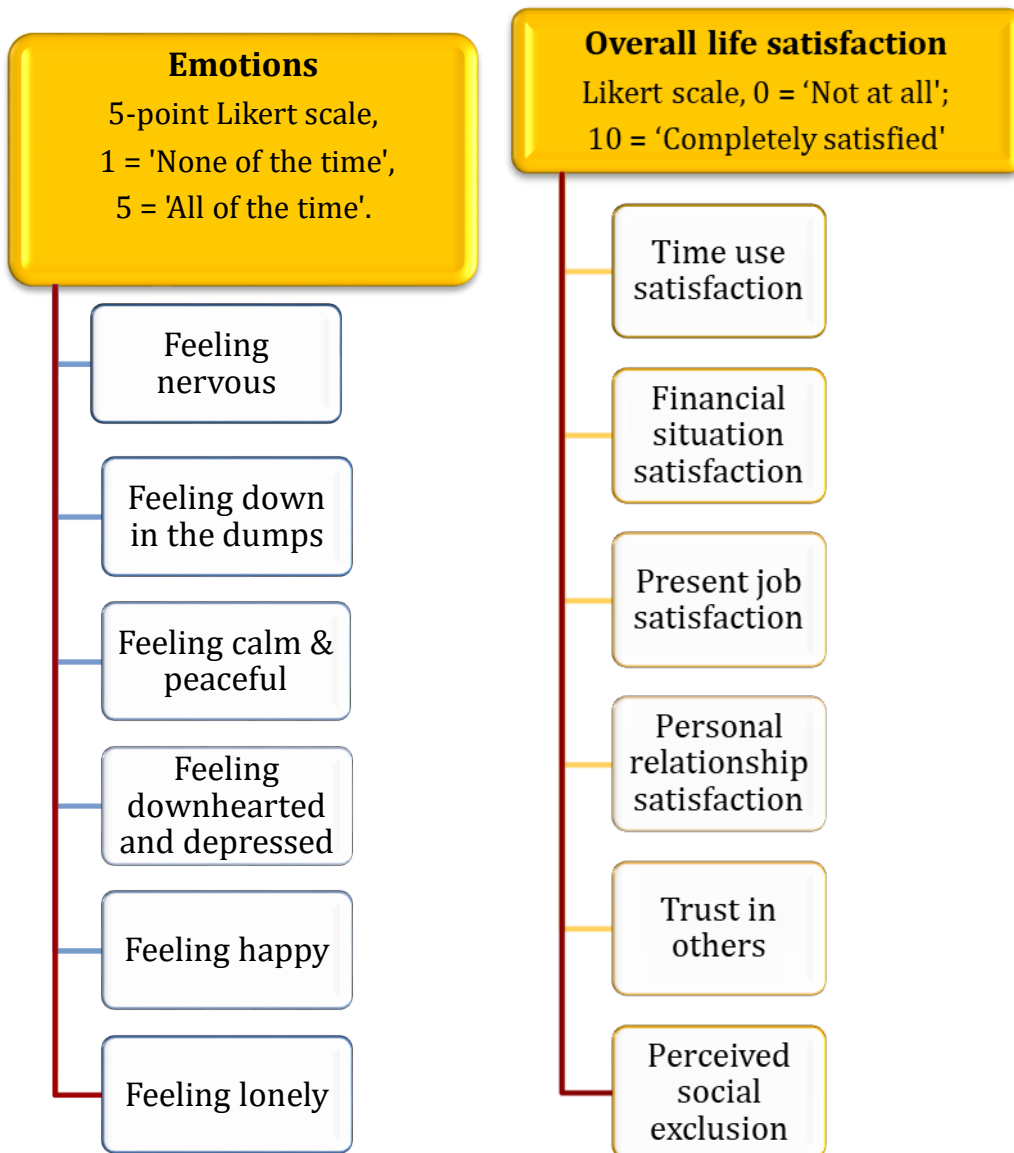 Emotions
5-point Likert scale,
1 = 'None of the time',
5 = 'All of the time'.
Feeling
nervous
Feeling down
in the dumps
Feeling calm &
peaceful
Feeling
downhearted
and depressed
Feeling happy
Feeling lonely
Overall life satisfaction
Likert scale, 0 = ‘Not at all';
10 = ‘Completely satisfied'
Time use
satisfaction
Financial
situation
satisfaction
Present job
satisfaction
Personal
relationship
satisfaction
Trust in
others
Perceived
social
exclusion